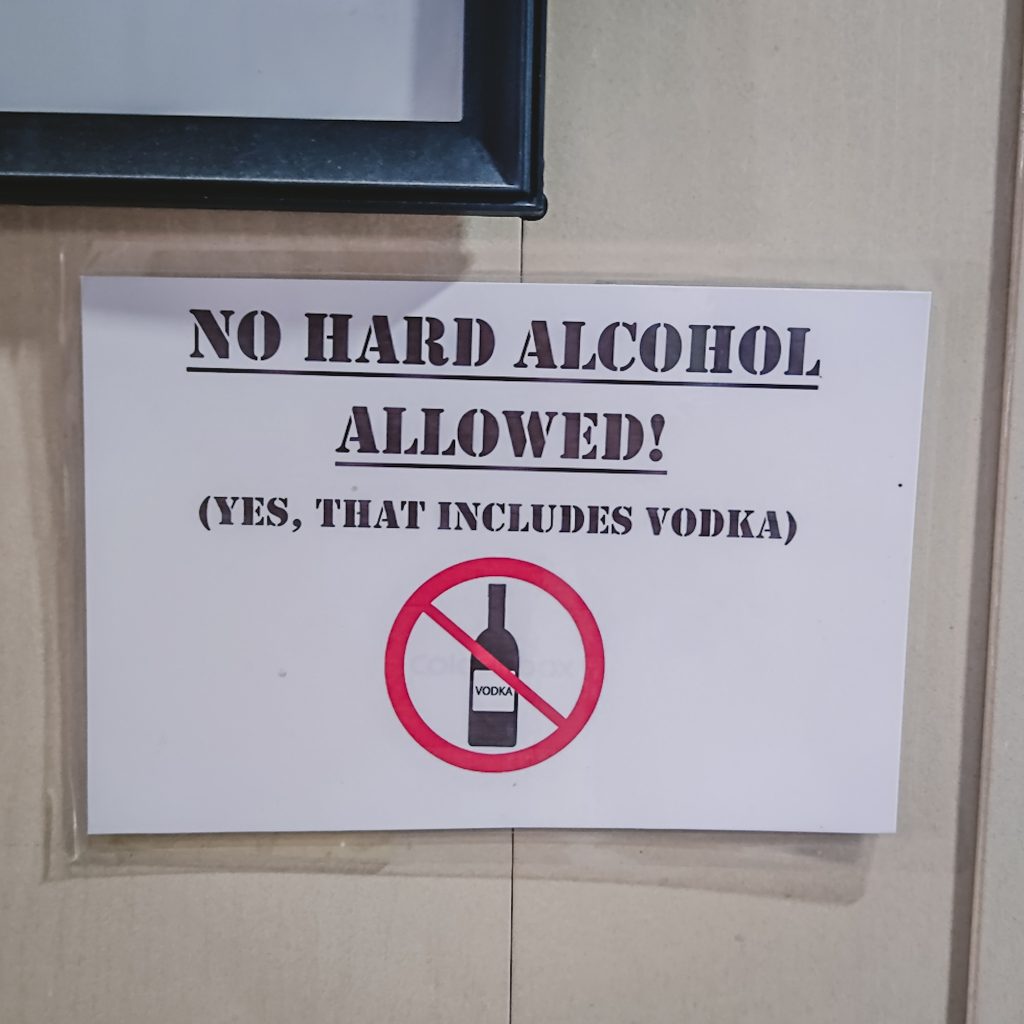 NO HARD ALCOHOL
ALLOWED!
(YES, THAT INCLUDES VODKA)
VODKA